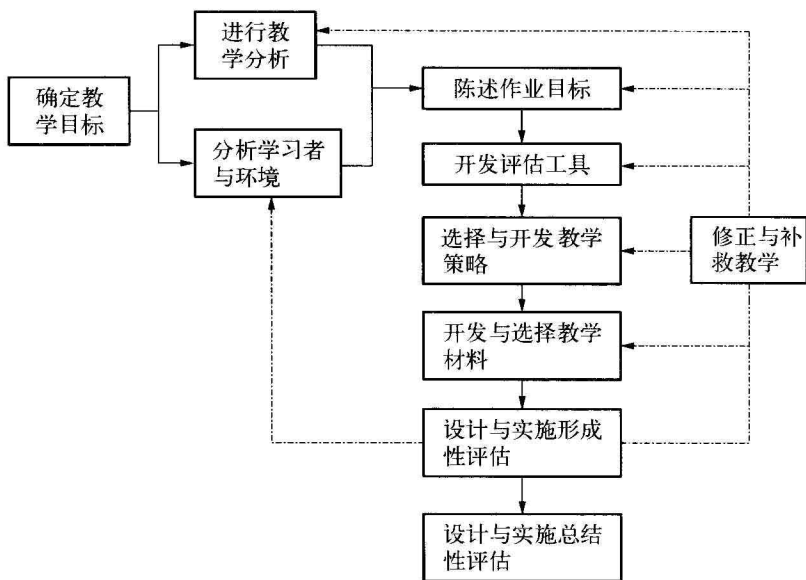 进行教
学分析
确定教
学目标
陈述作业目标
分析学习者
与环境
开发评估工具
选择与开发教学
策略
修正与补
救教学
开发与选择教学
材料
设计与实施形成
性评估
设计与实施总结
性评估